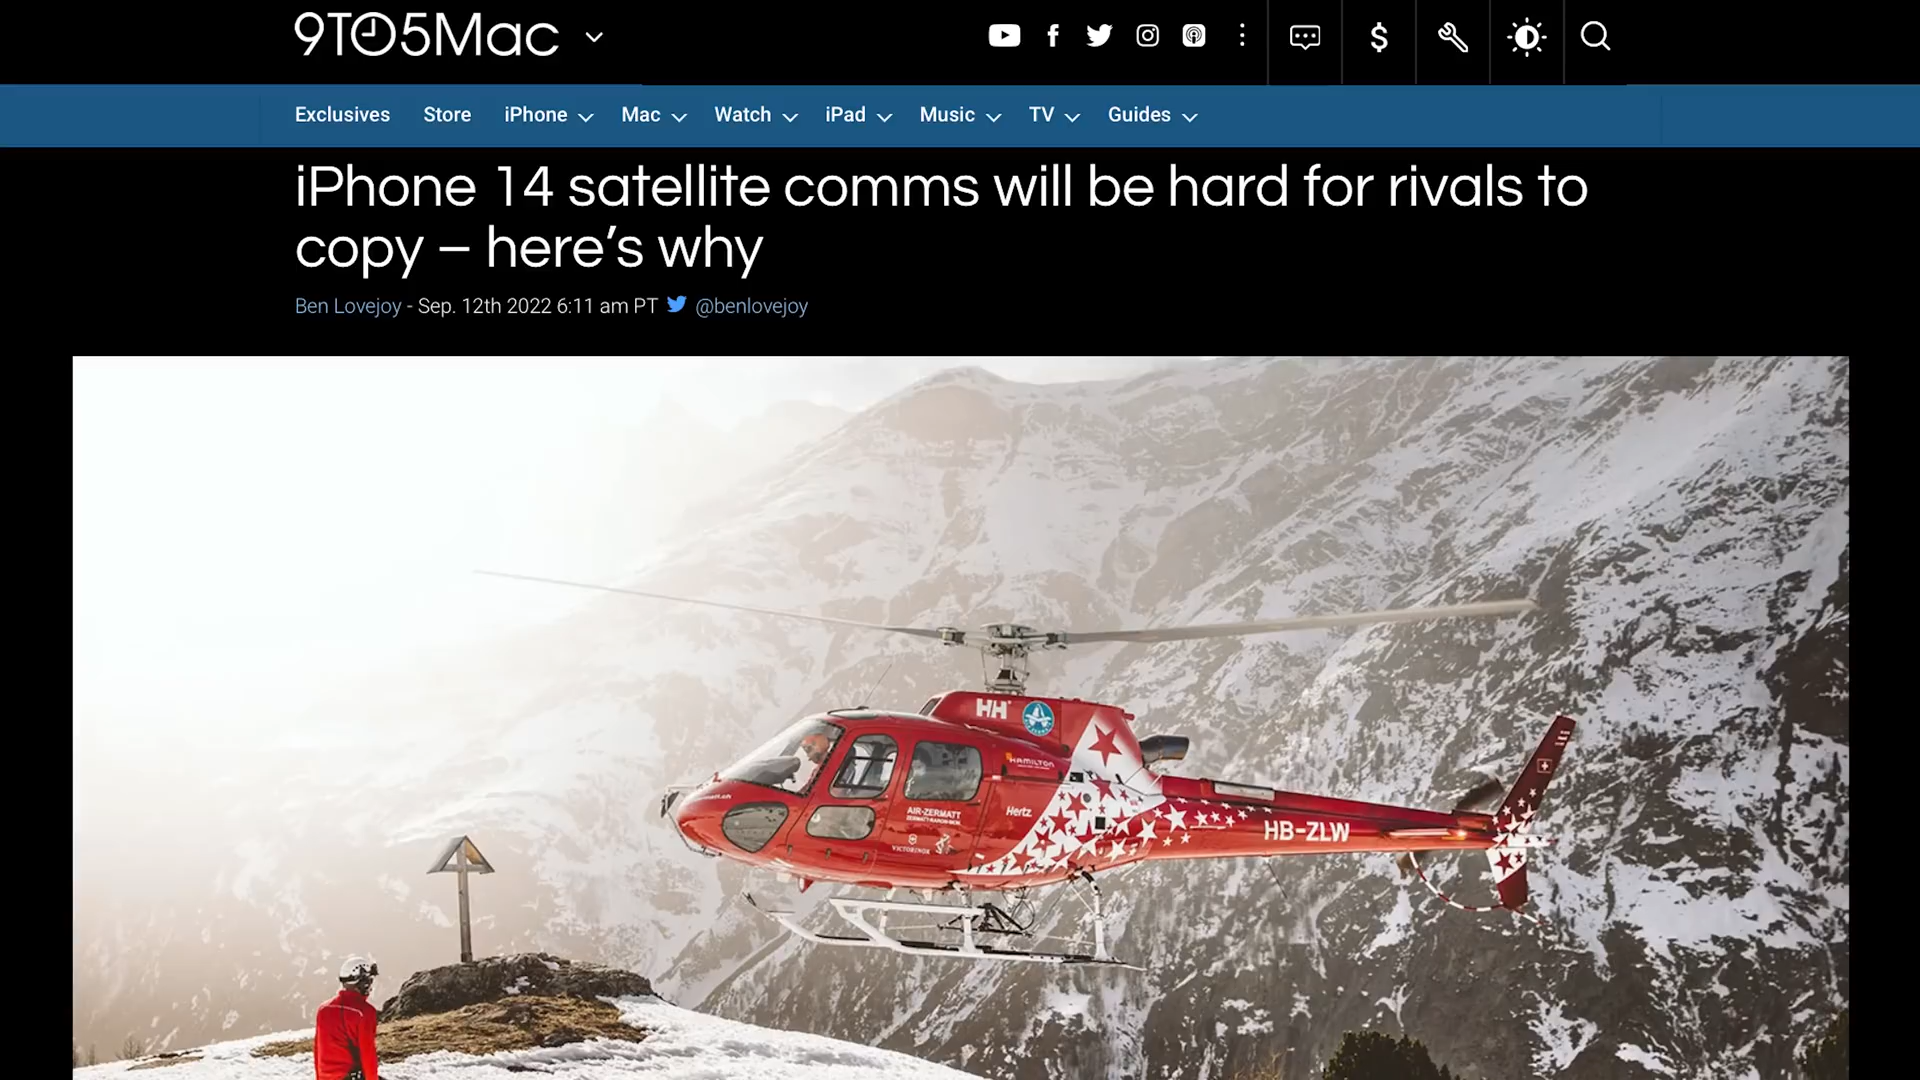 9TO5Mac
Exclusives Store iPhone Mac Watch iPad Music TV Guides
iPhone 14 satellite comms will be hard for rivals to
copy – here’s why
Ben Lovejoy - Sep. 12th 2022 6:11 am PT @benlovejoy
HH
HAMILTON
Hertz
AIR-ZERMATT
VICTORINOX
HB-ZLW